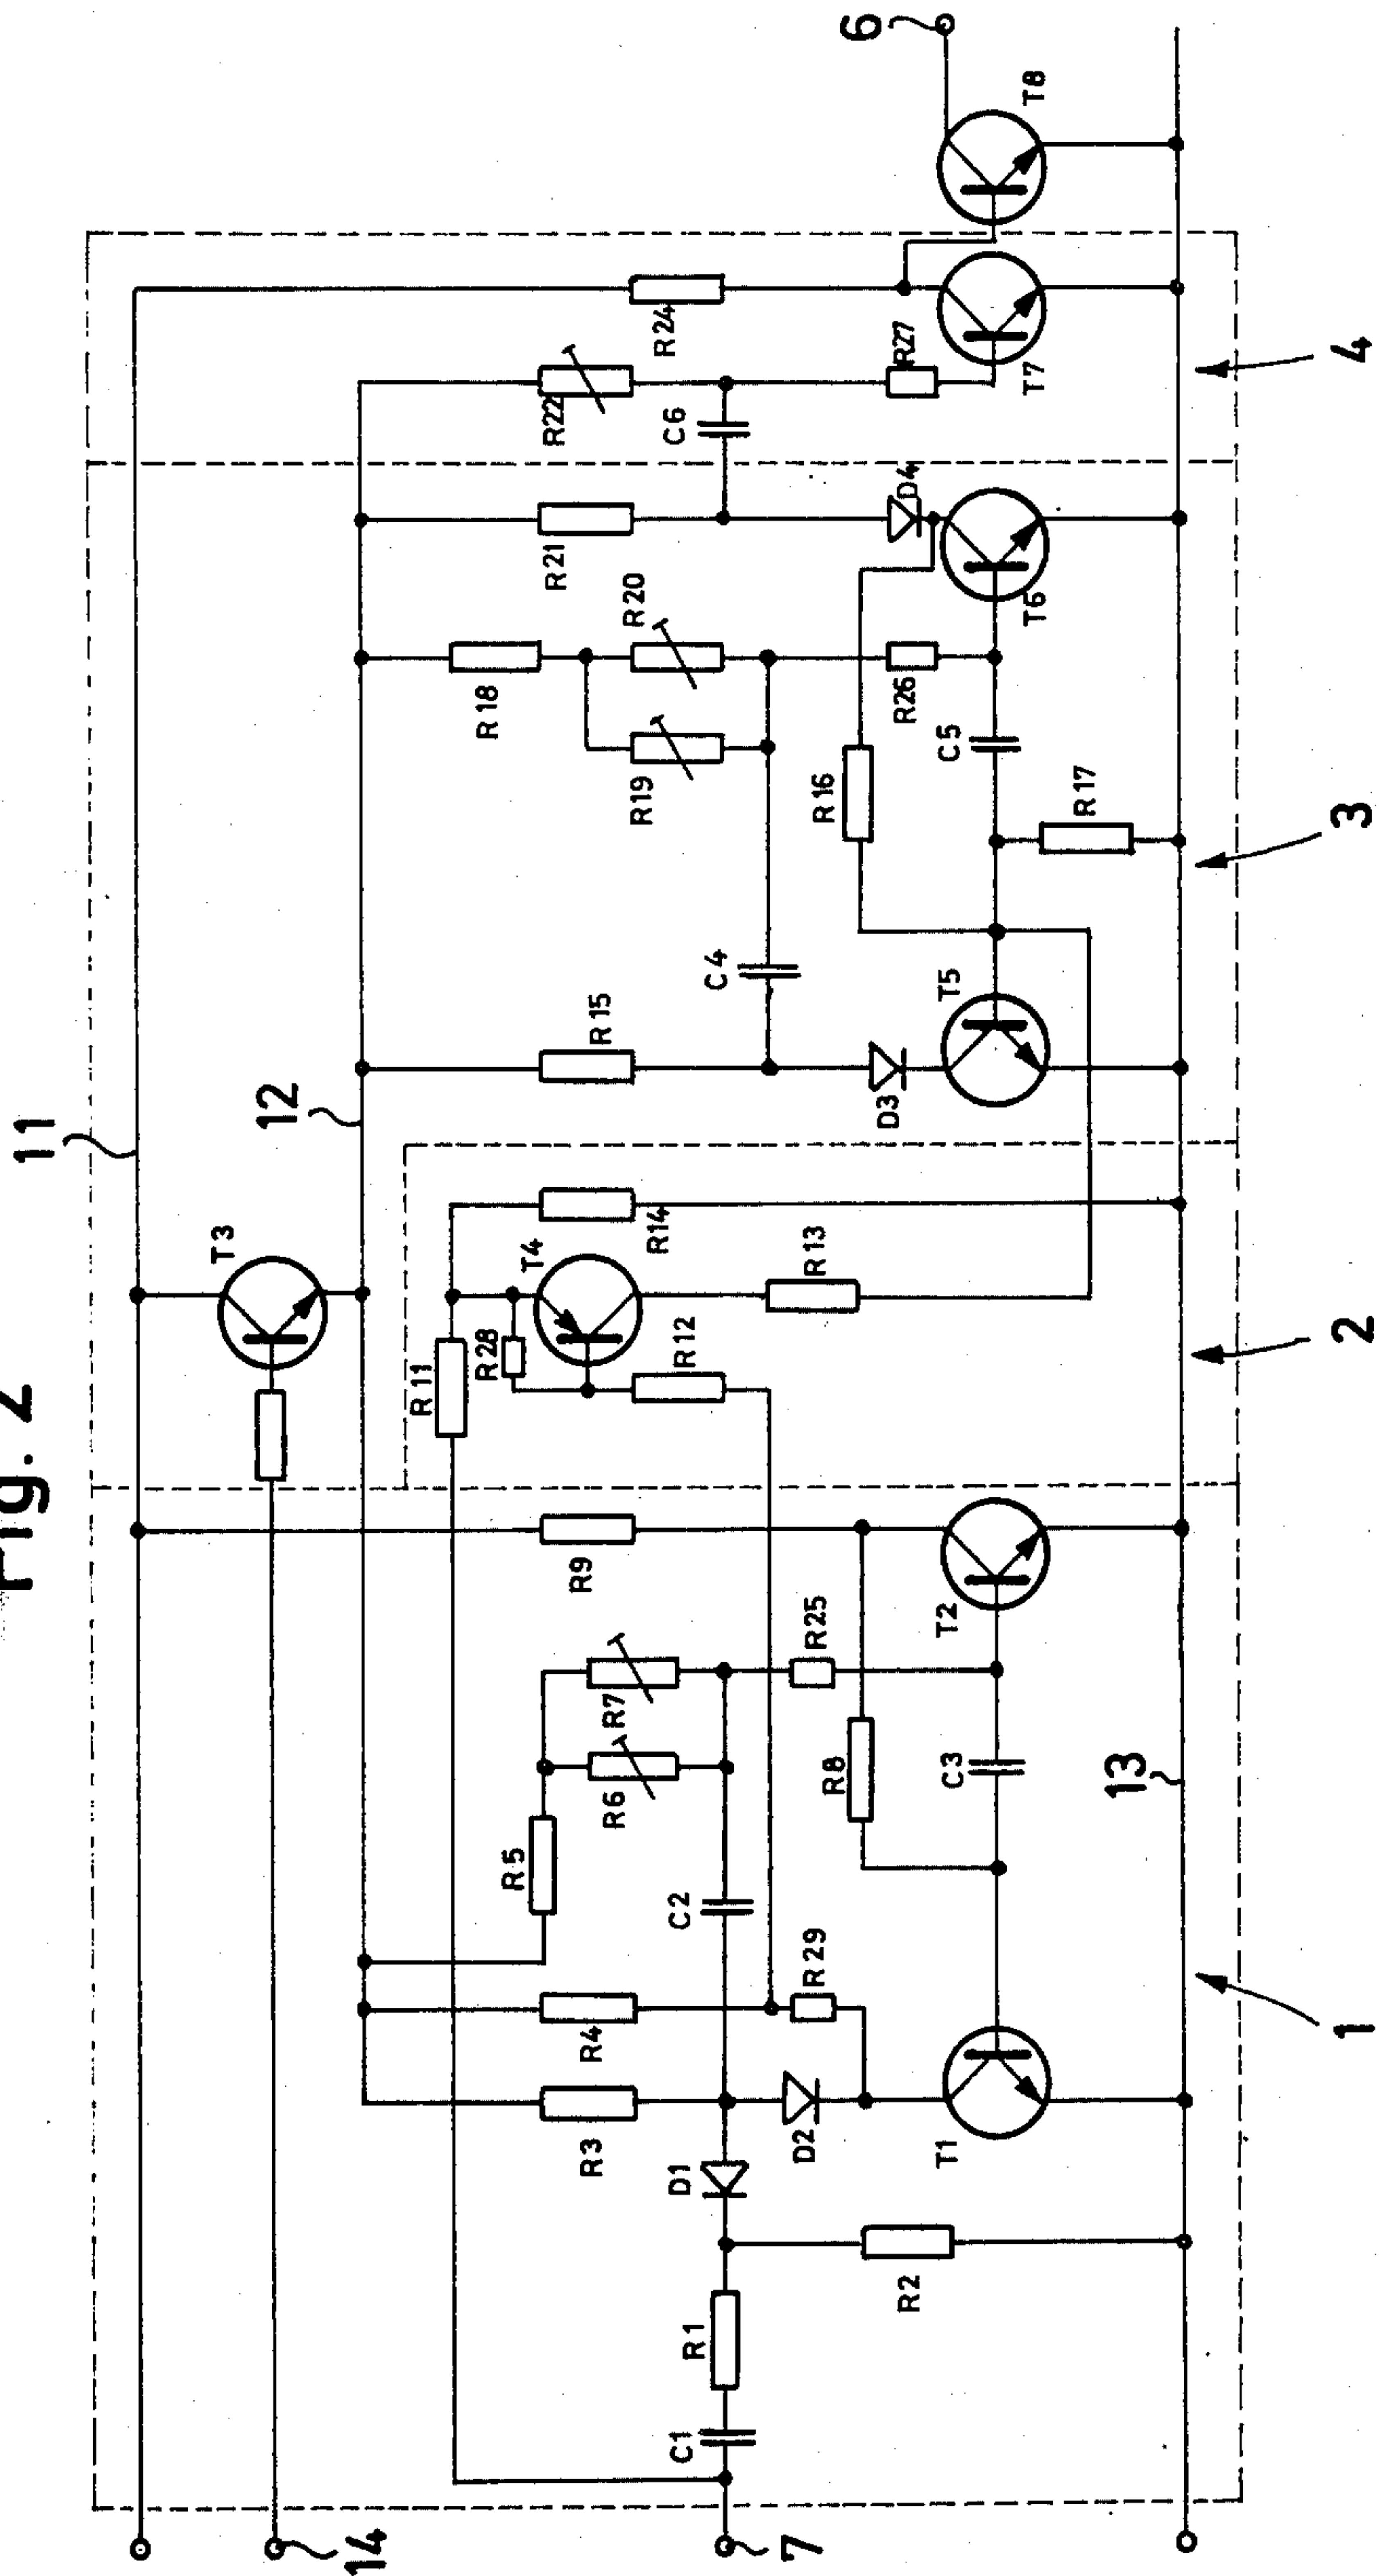 Fig. 2
11
12
T3
14
R11
R28
T4
R14
R12
R13
R3
R4
R5
R6
R7
R9
C2
R29
R25
R8
C3
D1
D2
T1
T2
C1
R1
R2
7
13
R15
C4
D3
T5
R18
R19
R20
R21
R16
R26
C5
R17
D4
T6
R22
C6
R24
R27
T7
T8
6
1
2
3
4